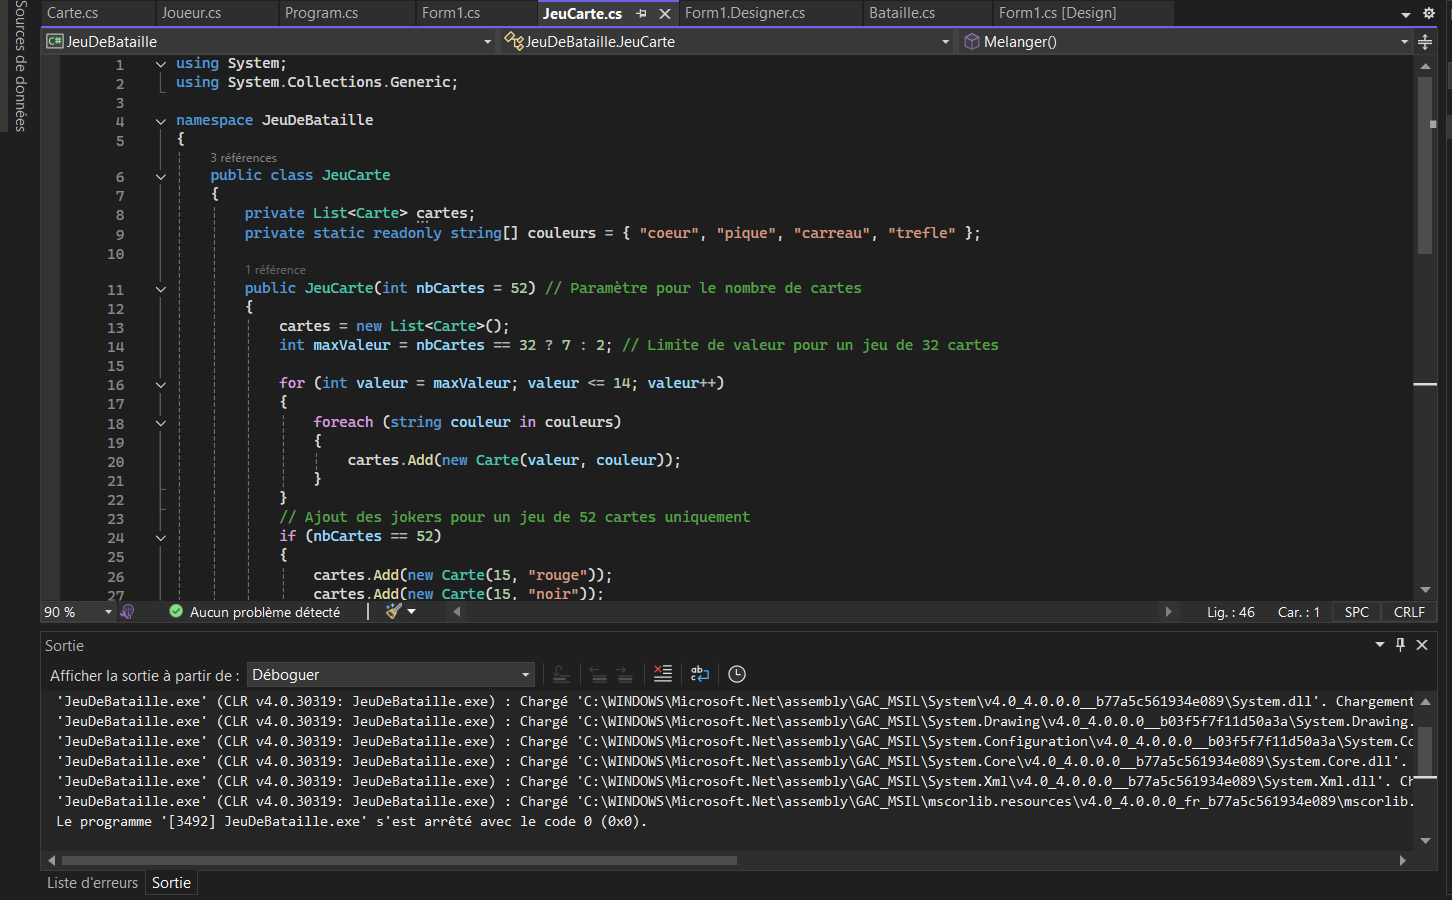 Sources de données
Carte.cs
Joueur.cs
Program.cs
Form1.cs
JeuCarte.cs
Form1.Designer.cs
Bataille.cs
Form1.cs [Design]
C# JeuDeBataille
JeuDeBataille.JeuCarte
Melanger()
1 using System;
2 using System.Collections.Generic;
3
4 namespace JeuDeBataille
5 {
3 références
6 public class JeuCarte
7 {
8 private List<Carte> cartes;
9 private static readonly string[] couleurs = { "coeur", "pique", "carreau", "trefle" };
10
1 référence
11 public JeuCarte(int nbCartes = 52) // Paramètre pour le nombre de cartes
12 {
13 cartes = new List<Carte>();
14 int maxValeur = nbCartes == 32 ? 7 : 2; // Limite de valeur pour un jeu de 32 cartes
15
16 for (int valeur = maxValeur; valeur <= 14; valeur++)
17 {
18 foreach (string couleur in couleurs)
19 {
20 cartes.Add(new Carte(valeur, couleur));
21 }
22 }
23 // Ajout des jokers pour un jeu de 52 cartes uniquement
24 if (nbCartes == 52)
25 {
26 cartes.Add(new Carte(15, "rouge"));
27 cartes.Add(new Carte(15, "noir"));
90 %
Aucun problème détecté
Lig. : 46
Car. : 1
SPC
CRLF
Sortie
Afficher la sortie à partir de :
Déboguer
'JeuDeBataille.exe' (CLR v4.0.30319: JeuDeBataille.exe) : Chargé 'C:\WINDOWS\Microsoft.Net\assembly\GAC_MSIL\System\v4.0_4.0.0.0__b77a5c561934e089\System.dll'. Chargement
'JeuDeBataille.exe' (CLR v4.0.30319: JeuDeBataille.exe) : Chargé 'C:\WINDOWS\Microsoft.Net\assembly\GAC_MSIL\System.Drawing\v4.0_4.0.0.0__b03f5f7f11d50a3a\System.Drawing.
'JeuDeBataille.exe' (CLR v4.0.30319: JeuDeBataille.exe) : Chargé 'C:\WINDOWS\Microsoft.Net\assembly\GAC_MSIL\System.Configuration\v4.0_4.0.0.0__b03f5f7f11d50a3a\System.Co
'JeuDeBataille.exe' (CLR v4.0.30319: JeuDeBataille.exe) : Chargé 'C:\WINDOWS\Microsoft.Net\assembly\GAC_MSIL\System.Core\v4.0_4.0.0.0__b77a5c561934e089\System.Core.dll'.
'JeuDeBataille.exe' (CLR v4.0.30319: JeuDeBataille.exe) : Chargé 'C:\WINDOWS\Microsoft.Net\assembly\GAC_MSIL\System.Xml\v4.0_4.0.0.0__b77a5c561934e089\System.Xml.dll'. Ch
'JeuDeBataille.exe' (CLR v4.0.30319: JeuDeBataille.exe) : Chargé 'C:\WINDOWS\Microsoft.Net\assembly\GAC_MSIL\mscorlib.resources\v4.0_4.0.0.0_fr_b77a5c561934e089\mscorlib.
Le programme '[3492] JeuDeBataille.exe' s'est arrêté avec le code 0 (0x0).
Liste d'erreurs
Sortie